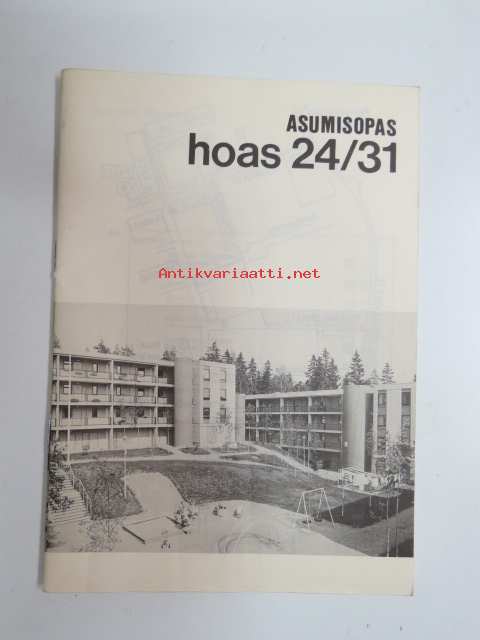 ASUMISOPAS
hoas 24/31
Antikvariaatti.net